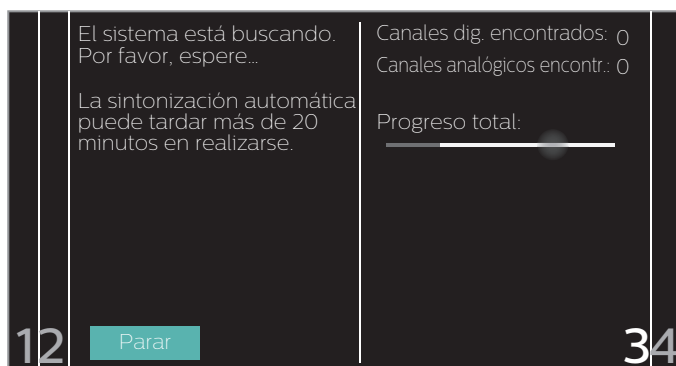 El sistema está buscando.
Por favor, espere...
La sintonización automática
puede tardar más de 20
minutos en realizarse.
Canales dig. encontrados: 0
Canales analógicos encontr.: 0
Progreso total:
12
Parar
34